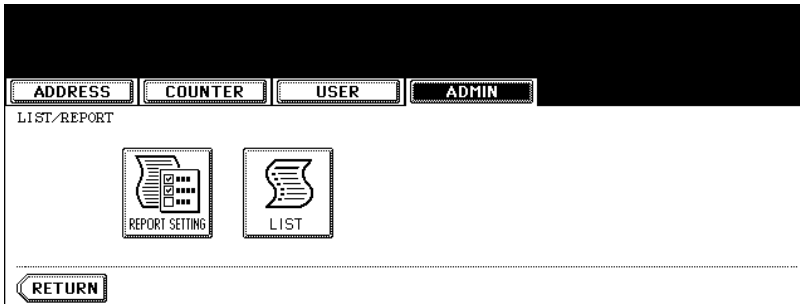 ADDRESS COUNTER USER ADMIN
LIST/REPORT
REPORT SETTING LIST
RETURN